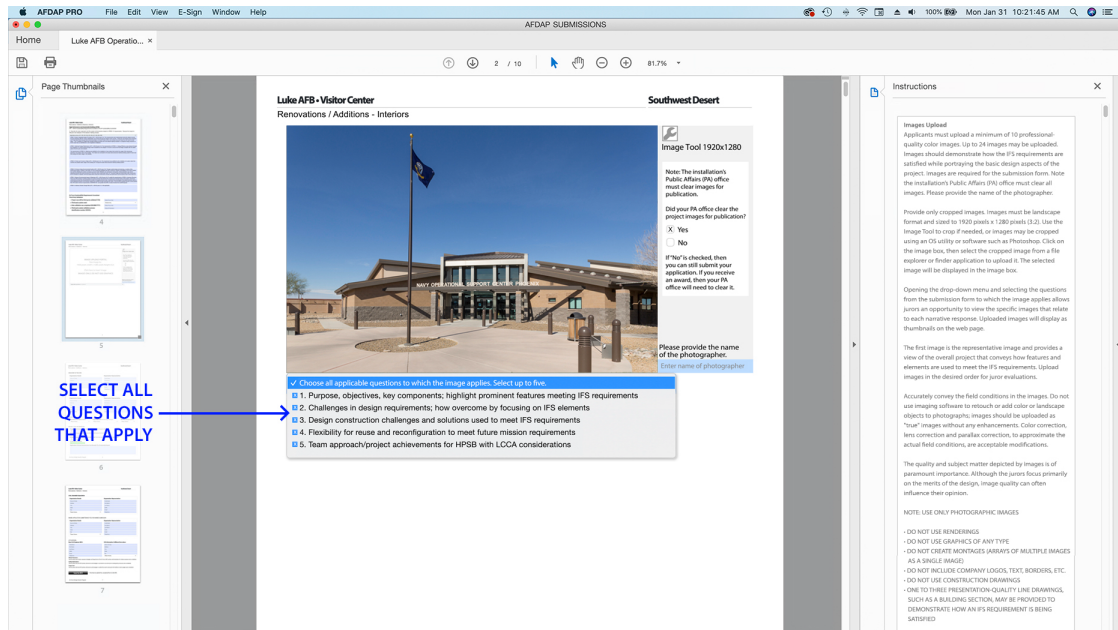 AFDAP PRO File Edit View E-Sign Window Help
100% Mon Jan 31 10:21:45 AM
AFDAP SUBMISSIONS
Home
Luke AFB Operatio... ×
2 / 10
81.7%
Page Thumbnails
4
5
6
7
SELECT ALL
QUESTIONS
THAT APPLY
Luke AFB • Visitor Center
Southwest Desert
Renovations / Additions - Interiors
NAVY OPERATIONAL SUPPORT CENTER PHOENIX
Image Tool 1920x1280
Note: The installation's
Public Affairs (PA) office
must clear images for
publication.
Did your PA office clear the
project images for publication?
X Yes
No
If "No" is checked, then
you can still submit your
application. If you receive
an award, then your PA
office will need to clear it.
Please provide the name
of the photographer.
Enter name of photographer
✓ Choose all applicable questions to which the image applies. Select up to five.
1. Purpose, objectives, key components; highlight prominent features meeting IFS requirements
2. Challenges in design requirements; how overcome by focusing on IFS elements
3. Design construction challenges and solutions used to meet IFS requirements
4. Flexibility for reuse and reconfiguration to meet future mission requirements
5. Team approach/project achievements for HPSB with LCCA considerations
Instructions
Images Upload
Applicants must upload a minimum of 10 professional-
quality color images. Up to 24 images may be uploaded.
Images should demonstrate how the IFS requirements are
satisfied while portraying the basic design aspects of the
project. Images are required for the submission form. Note
the installation's Public Affairs (PA) office must clear all
images. Please provide the name of the photographer.
Provide only cropped images. Images must be landscape
format and sized to 1920 pixels x 1280 pixels (3:2). Use the
Image Tool to crop if needed, or images may be cropped
using an OS utility or software such as Photoshop. Click on
the image box, then select the cropped image from a file
explorer or finder application to upload it. The selected
image will be displayed in the image box.
Opening the drop-down menu and selecting the questions
from the submission form to which the image applies allows
jurors an opportunity to view the specific images that relate
to each narrative response. Uploaded images will display as
thumbnails on the web page.
The first image is the representative image and provides a
view of the overall project that conveys how features and
elements are used to meet the IFS requirements. Upload
images in the desired order for juror evaluations.
Accurately convey the field conditions in the images. Do not
use imaging software to retouch or add color or landscape
objects to photographs; images should be uploaded as
"true" images without any enhancements. Color correction,
lens correction and parallax correction, to approximate the
actual field conditions, are acceptable modifications.
The quality and subject matter depicted by images is of
paramount importance. Although the jurors focus primarily
on the merits of the design, image quality can often
influence their opinion.
NOTE: USE ONLY PHOTOGRAPHIC IMAGES
• DO NOT USE RENDERINGS
• DO NOT USE GRAPHICS OF ANY TYPE
• DO NOT CREATE MONTAGES (ARRAYS OF MULTIPLE IMAGES
AS A SINGLE IMAGE)
• DO NOT INCLUDE COMPANY LOGOS, TEXT, BORDERS, ETC.
• DO NOT USE CONSTRUCTION DRAWINGS
• ONE TO THREE PRESENTATION-QUALITY LINE DRAWINGS,
SUCH AS A BUILDING SECTION, MAY BE PROVIDED TO
DEMONSTRATE HOW AN IFS REQUIREMENT IS BEING
SATISFIED